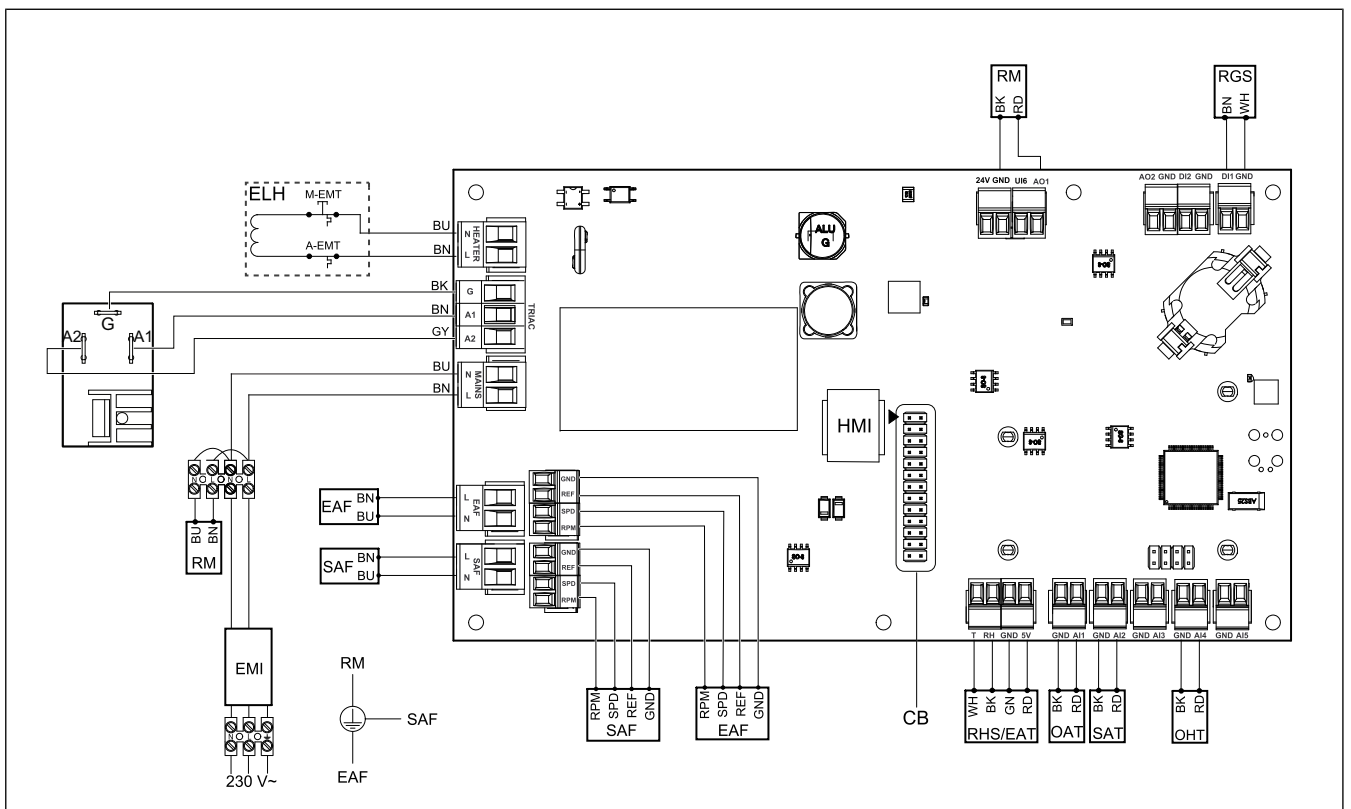 RM
BK RD
RGS
BN WH
24V GND UI6 AO1
AO2 GND DI2 GND
DI1 GND
ELH
M-EMT
A-EMT
BU
BN
N
L
HEATER
ALU
G
BK
BN
GY
G
A1
A2
TRIAC
A2
G
A1
BU
BN
N
L
MAINS
HMI
EAF
BN
BU
L
N
EAF
GND
REF
SPD
RPM
SAF
BN
BU
L
N
SAF
GND
REF
SPD
RPM
N L N L
BU BN
RM
EMI
N L
230 V~
RM
SAF
EAF
RPM SPD REF GND
SAF
RPM SPD REF GND
EAF
CB
T RH GND 5V
GND AI1
GND AI2
GND AI3
GND AI4
GND AI5
WH BK GN RD
RHS/EAT
BK RD
OAT
BK RD
SAT
BK RD
OHT